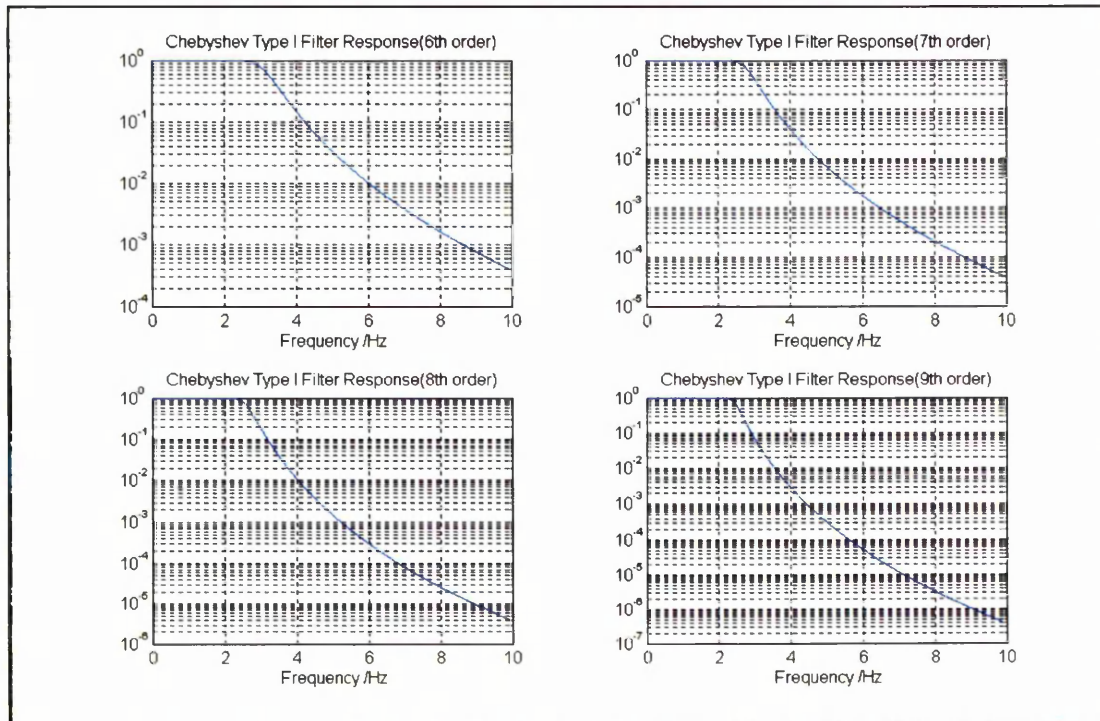 Chebyshev Type I Filter Response(6th order)
10^0
10^-1
10^-2
10^-3
10^-4
0 2 4 6 8 10
Frequency /Hz
Chebyshev Type I Filter Response(7th order)
10^0
10^-1
10^-2
10^-3
10^-4
10^-5
0 2 4 6 8 10
Frequency /Hz
Chebyshev Type I Filter Response(8th order)
10^0
10^-1
10^-2
10^-3
10^-4
10^-5
10^-6
0 2 4 6 8 10
Frequency /Hz
Chebyshev Type I Filter Response(9th order)
10^0
10^-1
10^-2
10^-3
10^-4
10^-5
10^-6
10^-7
0 2 4 6 8 10
Frequency /Hz